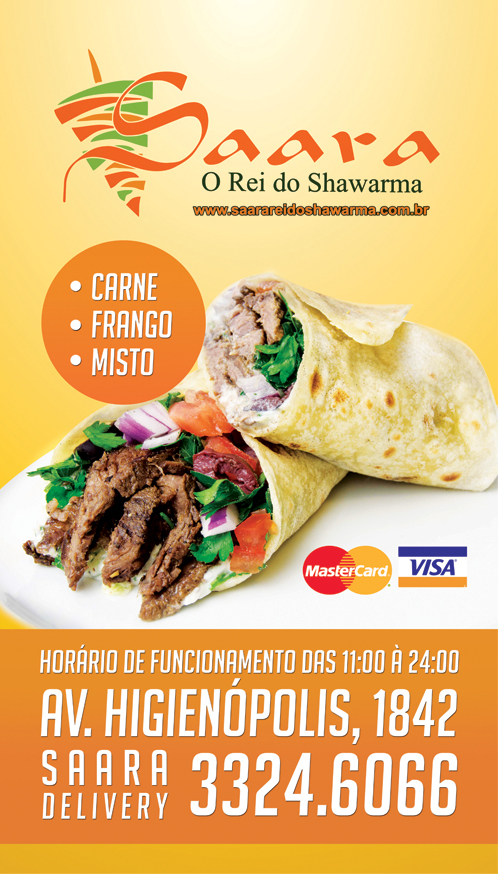 Saara
O Rei do Shawarma
www.saarareidoshawarma.com.br
• CARNE
• FRANGO
• MISTO
MasterCard
VISA
HORÁRIO DE FUNCIONAMENTO DAS 11:00 À 24:00
AV. HIGIENÓPOLIS, 1842
SAARA
DELIVERY
3324.6066